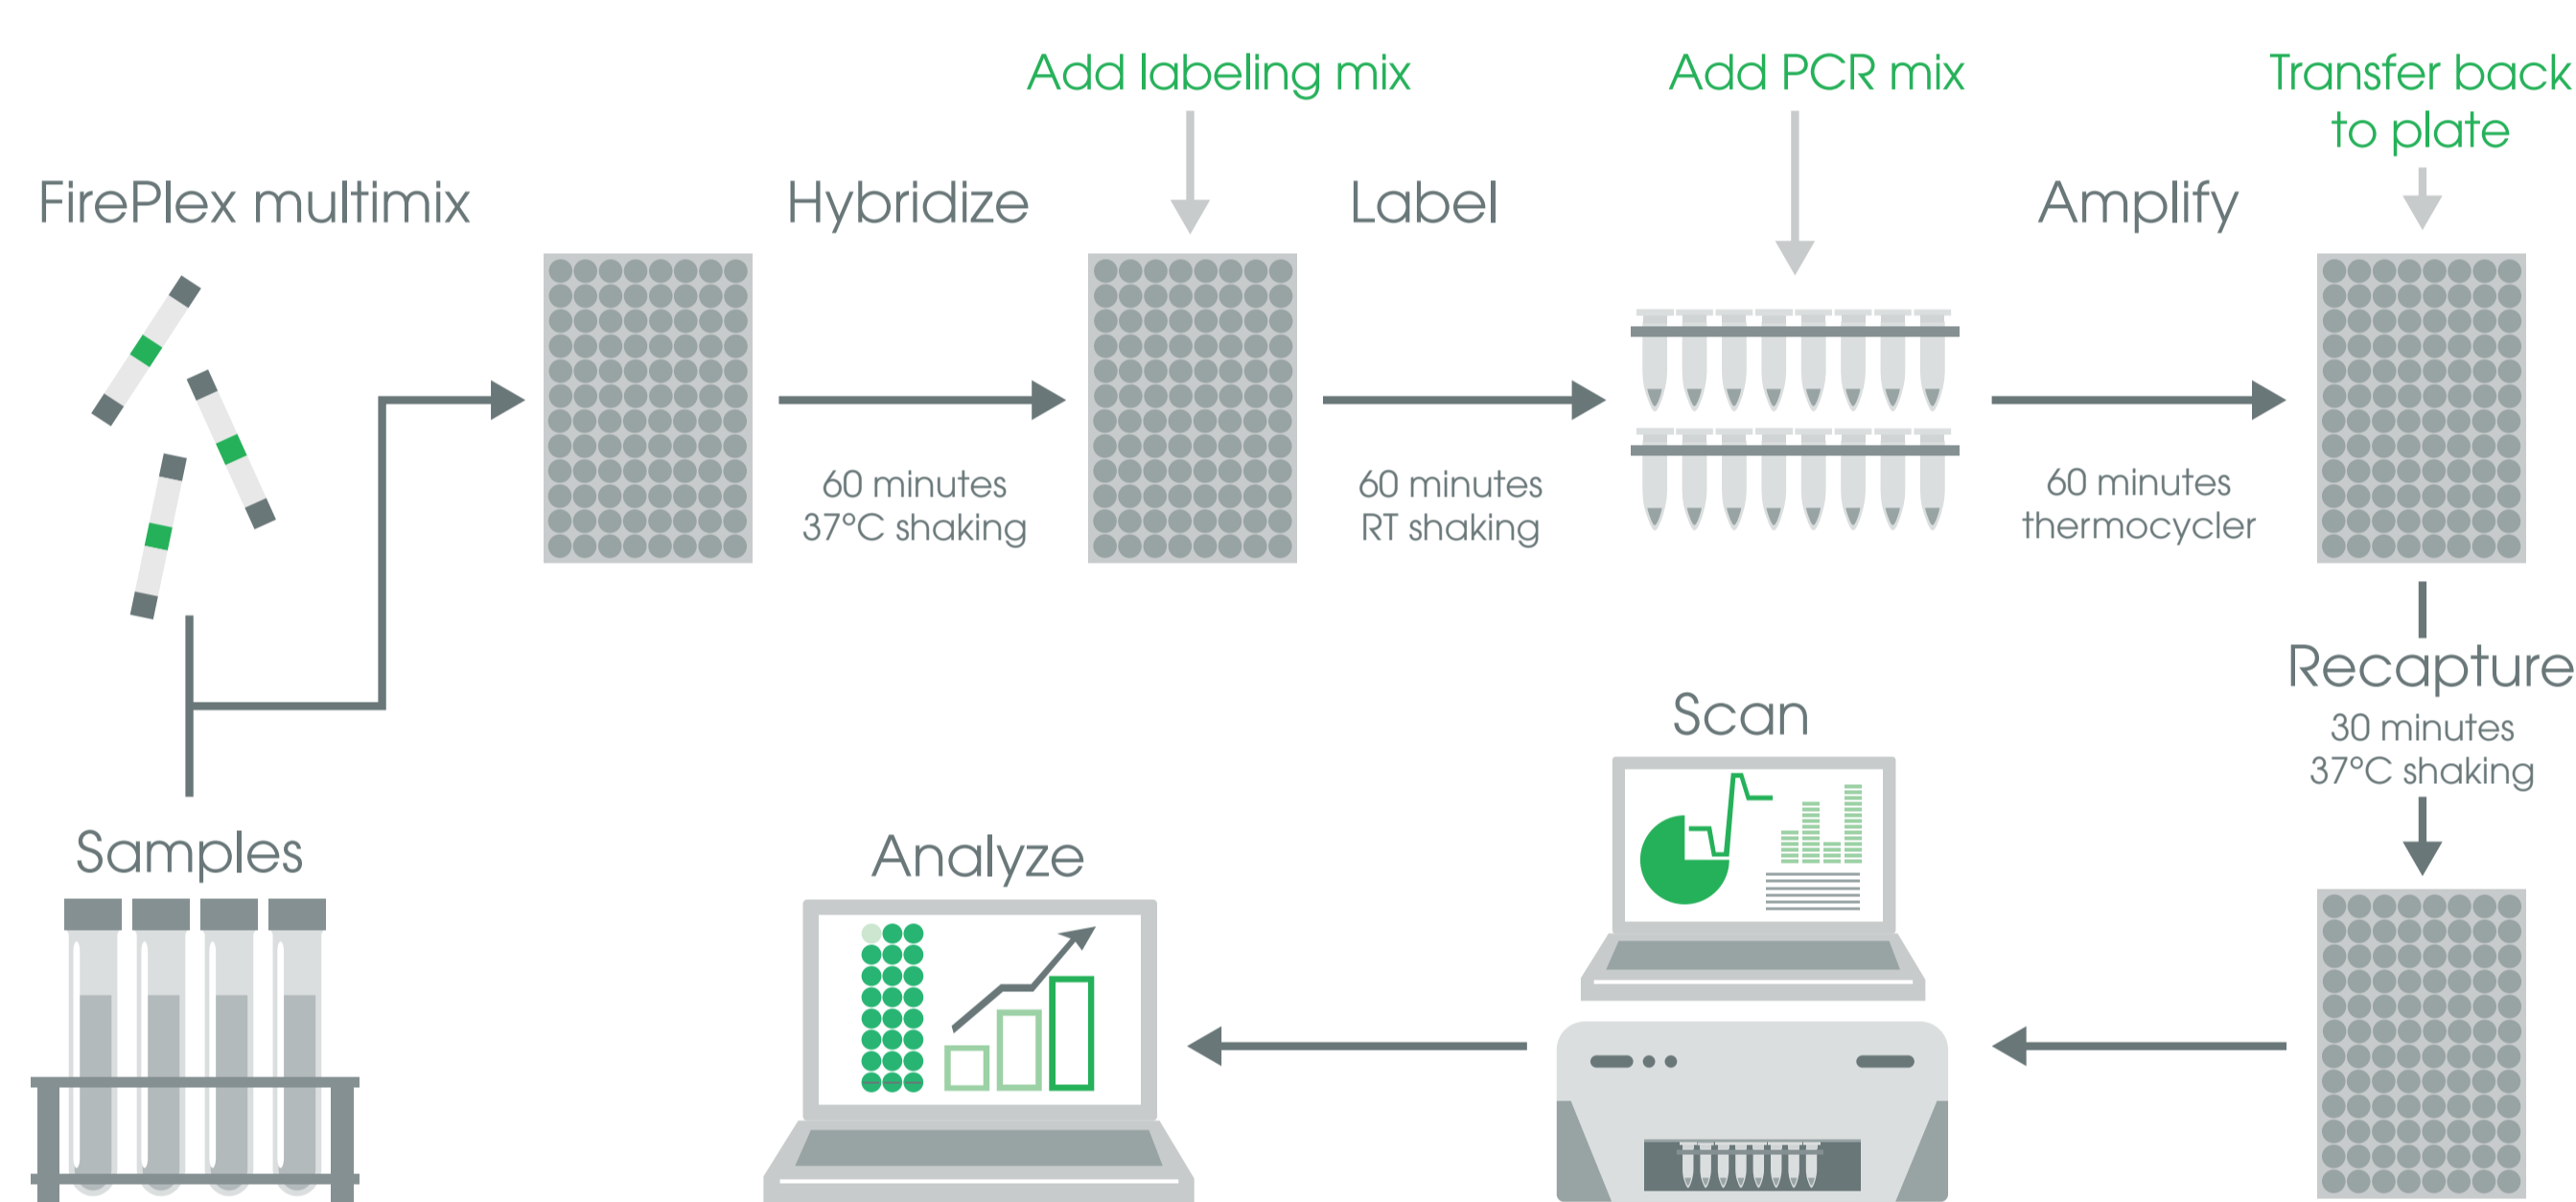 FirePlex multimix
Samples
Hybridize
60 minutes
37°C shaking
Add labeling mix
Label
60 minutes
RT shaking
Add PCR mix
Amplify
60 minutes
thermocycler
Transfer back
to plate
Recapture
30 minutes
37°C shaking
Scan
Analyze